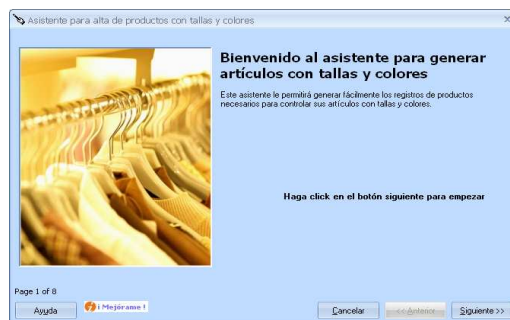 Asistente para alta de productos con tallas y colores
Bienvenido al asistente para generar
artículos con tallas y colores
Este asistente le permitirá generar fácilmente los registros de productos
necesarios para controlar sus artículos con tallas y colores.
Haga click en el botón siguiente para empezar
Page 1 of 8
Ayuda
¡ Mejórame !
Cancelar
<< Anterior
Siguiente >>